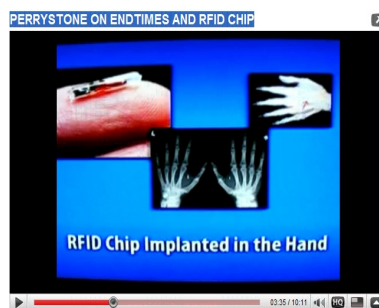 PERRYSTONE ON ENDTIMES AND RFID CHIP
L
RFID Chip Implanted in the Hand
03:35 / 10:11
HQ